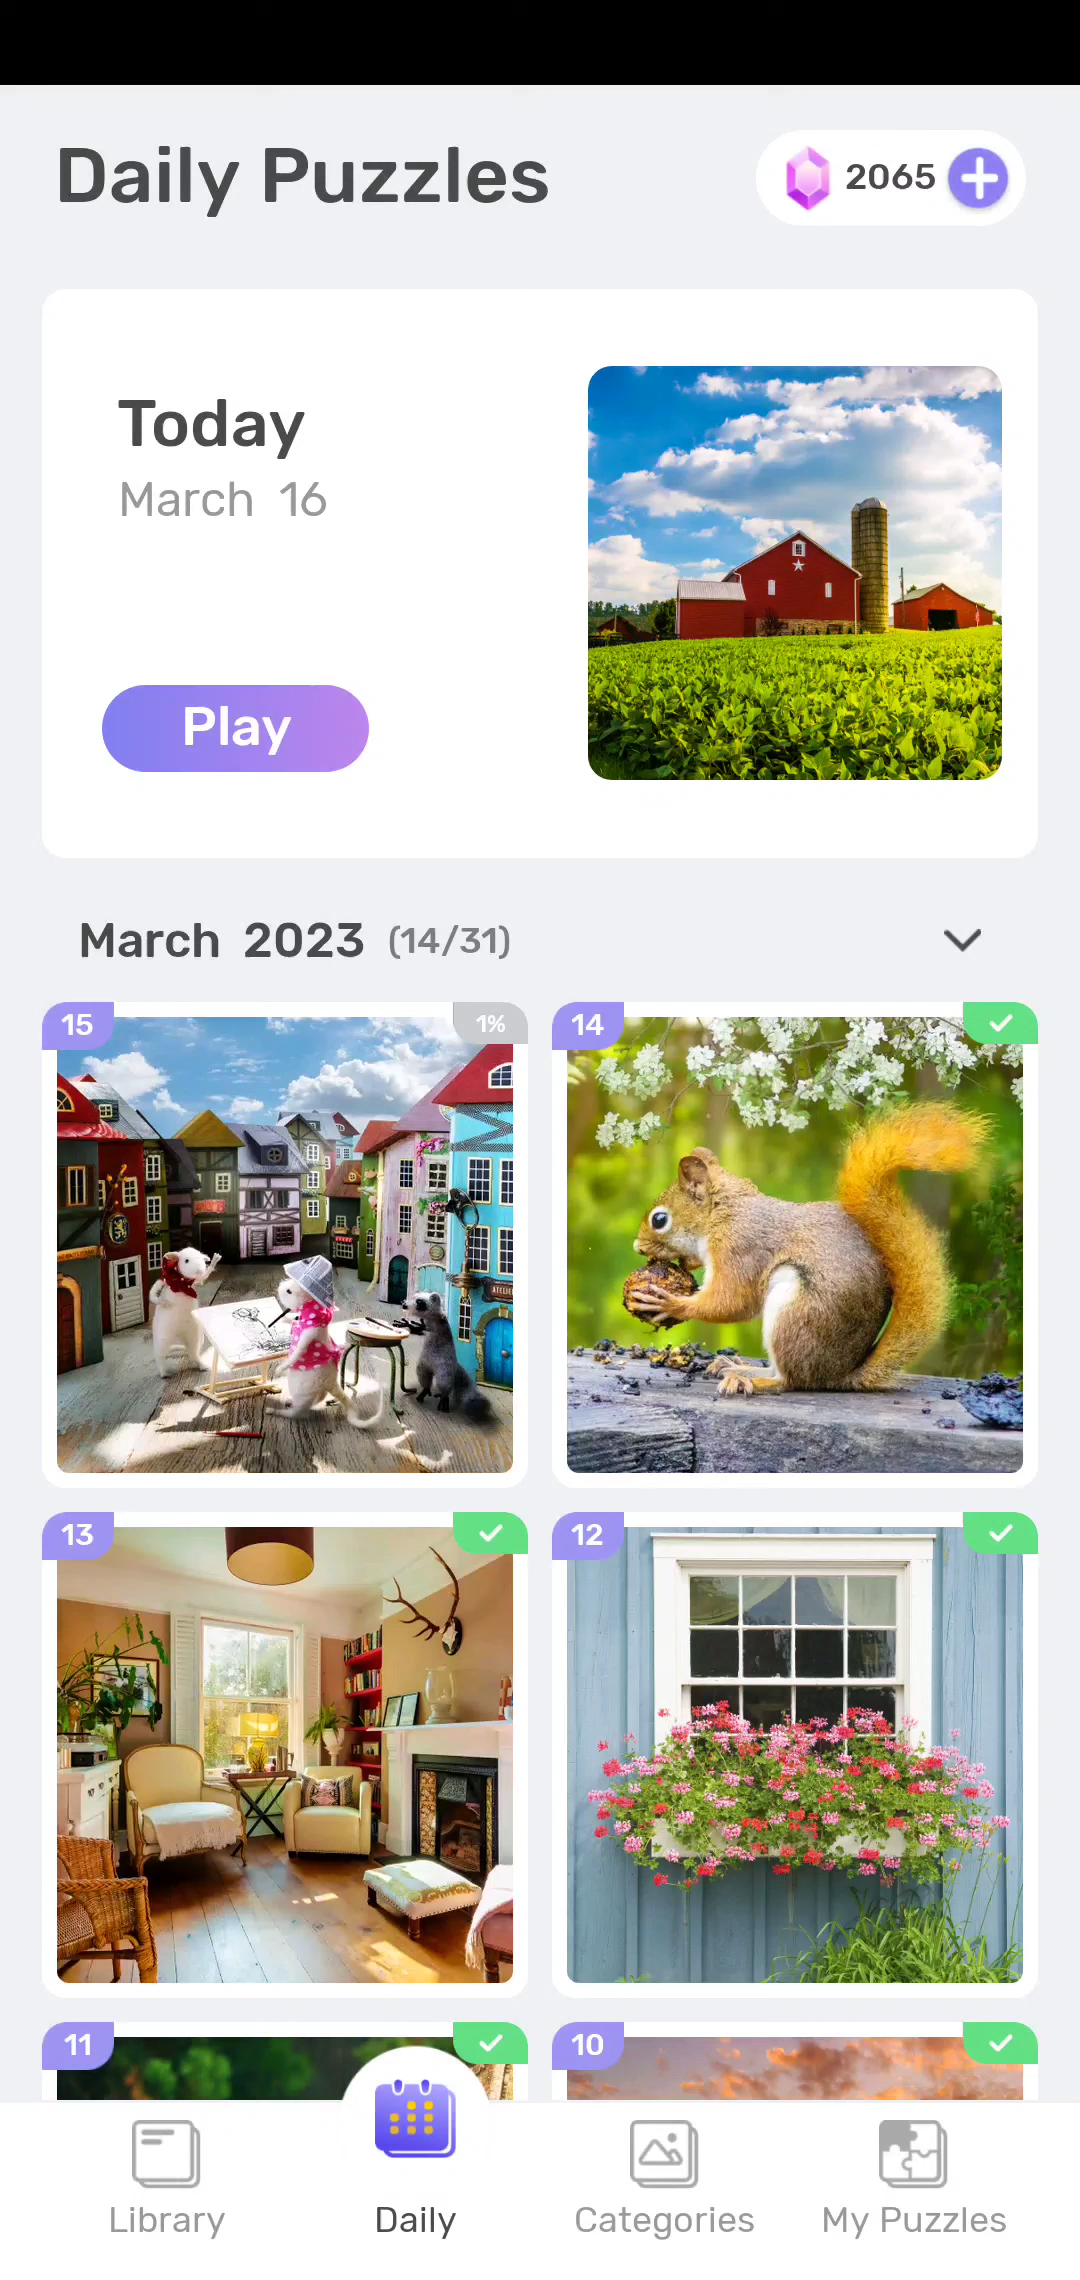 Daily Puzzles
2065
Today
March 16
Play
March 2023 (14/31)
15
1%
14
13
12
11
10
Library
Daily
Categories
My Puzzles